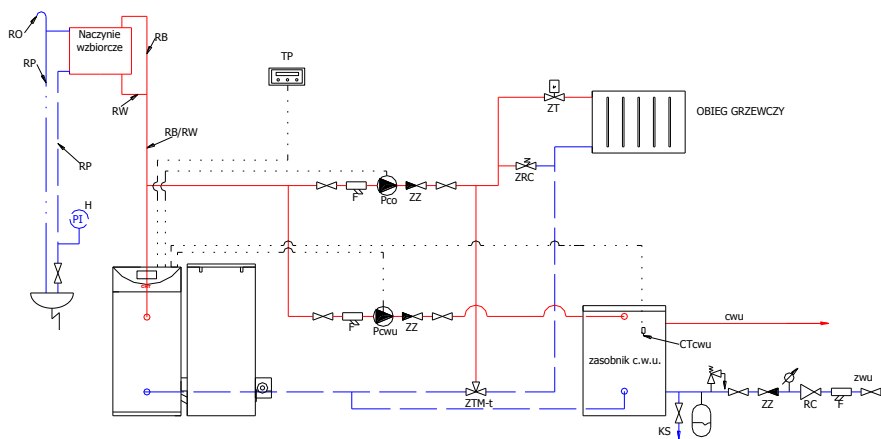 RO
Naczynie
wzbiorcze
RB
RP
TP
RW
ZT
OBIEG GRZEWCZY
RB/RW
RP
ZRC
F
Pco
ZZ
H
PI
F
Pcwu
ZZ
cwu
CTcwu
zasobnik c.w.u.
zwu
ZTM-t
ZZ
RC
F
KS